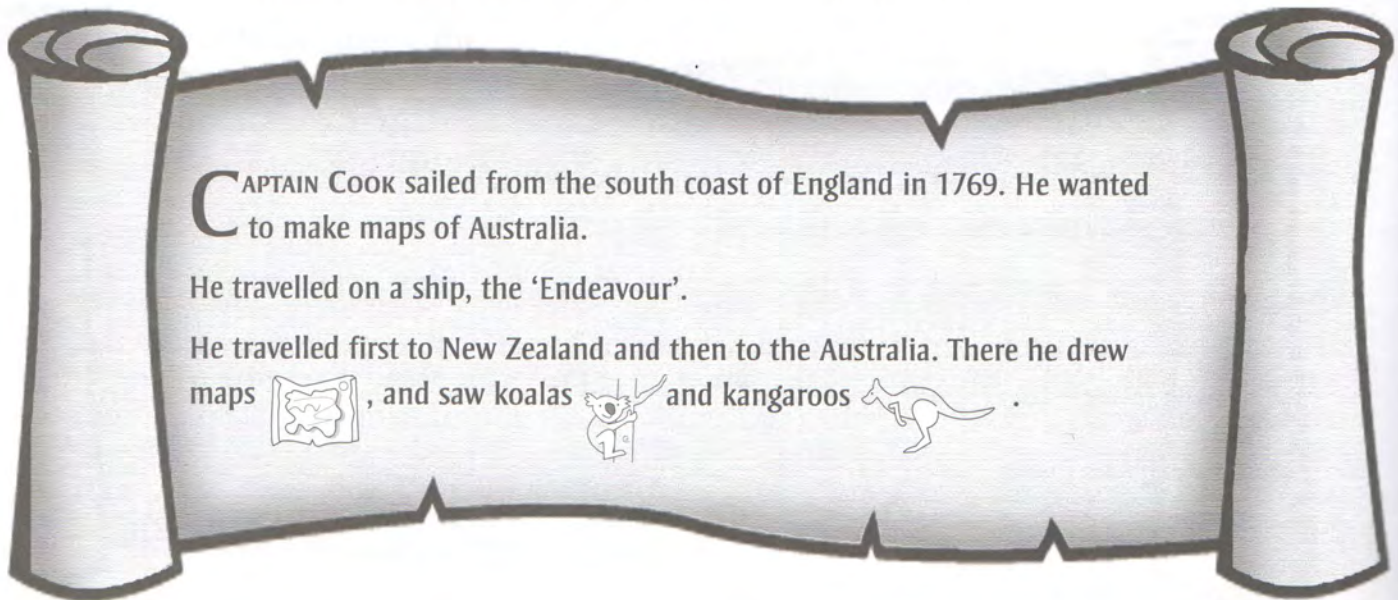 CAPTAIN COOK sailed from the south coast of England in 1769. He wanted
to make maps of Australia.
He travelled on a ship, the ‘Endeavour’.
He travelled first to New Zealand and then to the Australia. There he drew
maps , and saw koalas and kangaroos .